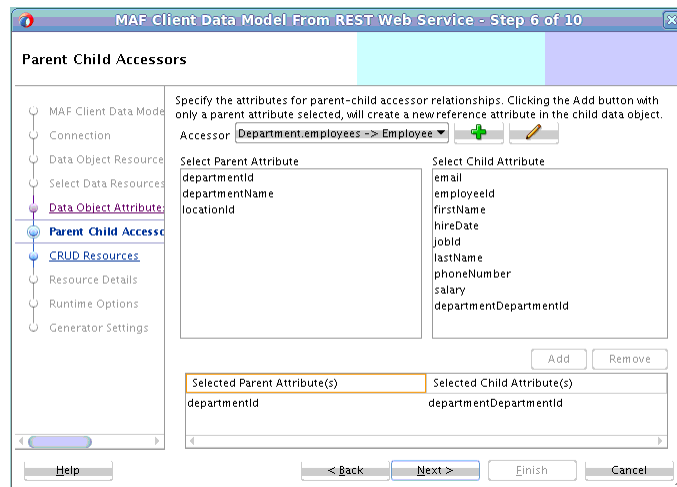 MAF Client Data Model From REST Web Service - Step 6 of 10
Parent Child Accessors
MAF Client Data Mode
Connection
Data Object Resource
Select Data Resources
Data Object Attribute
Parent Child Accesso
CRUD Resources
Resource Details
Runtime Options
Generator Settings
Specify the attributes for parent-child accessor relationships. Clicking the Add button with
only a parent attribute selected, will create a new reference attribute in the child data object.
Accessor Department.employees -> Employee
Select Parent Attribute
departmentId
departmentName
locationId
Select Child Attribute
email
employeeId
firstName
hireDate
jobId
lastName
phoneNumber
salary
departmentDepartmentId
Add Remove
Selected Parent Attribute(s) Selected Child Attribute(s)
departmentId departmentDepartmentId
Help < Back Next > Finish Cancel